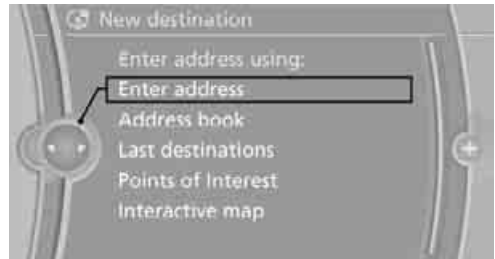 New destination
Enter address using:
Enter address
Address book
Last destinations
Points of Interest
Interactive map